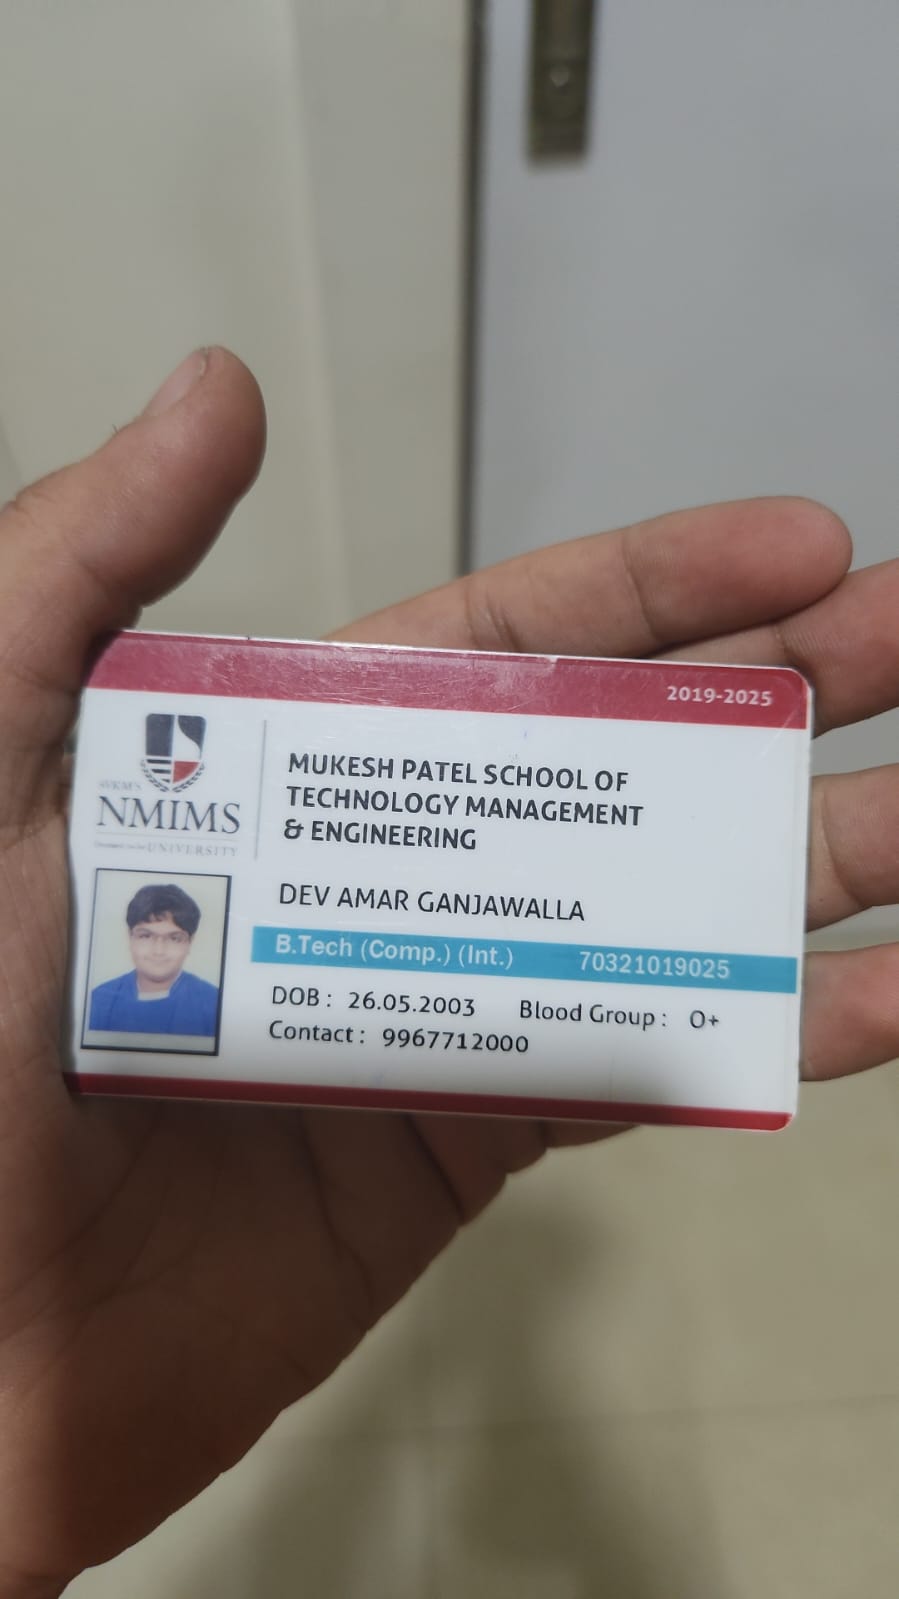 2019-2025
SVKM'S
NMIMS
UNIVERSITY
MUKESH PATEL SCHOOL OF
TECHNOLOGY MANAGEMENT
& ENGINEERING
DEV AMAR GANJAWALLA
B.Tech (Comp.) (Int.) 70321019025
DOB : 26.05.2003 Blood Group : O+
Contact : 9967712000